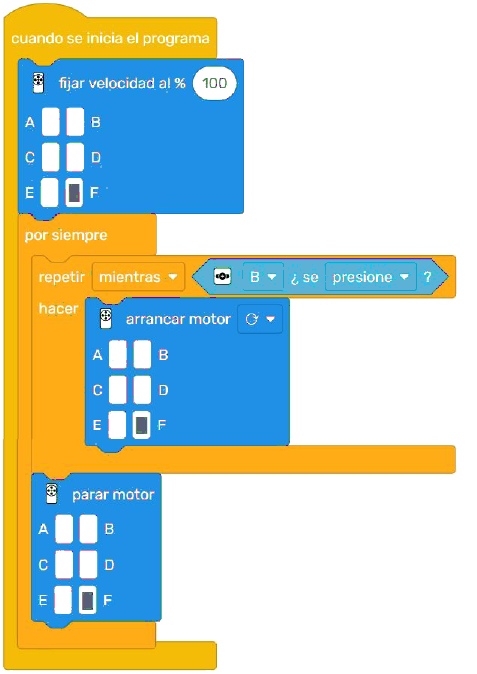 cuando se inicia el programa
fijar velocidad al % 100
A B
C D
E F
por siempre
repetir mientras B ¿ se presione ?
hacer
arrancar motor
A B
C D
E F
parar motor
A B
C D
E F